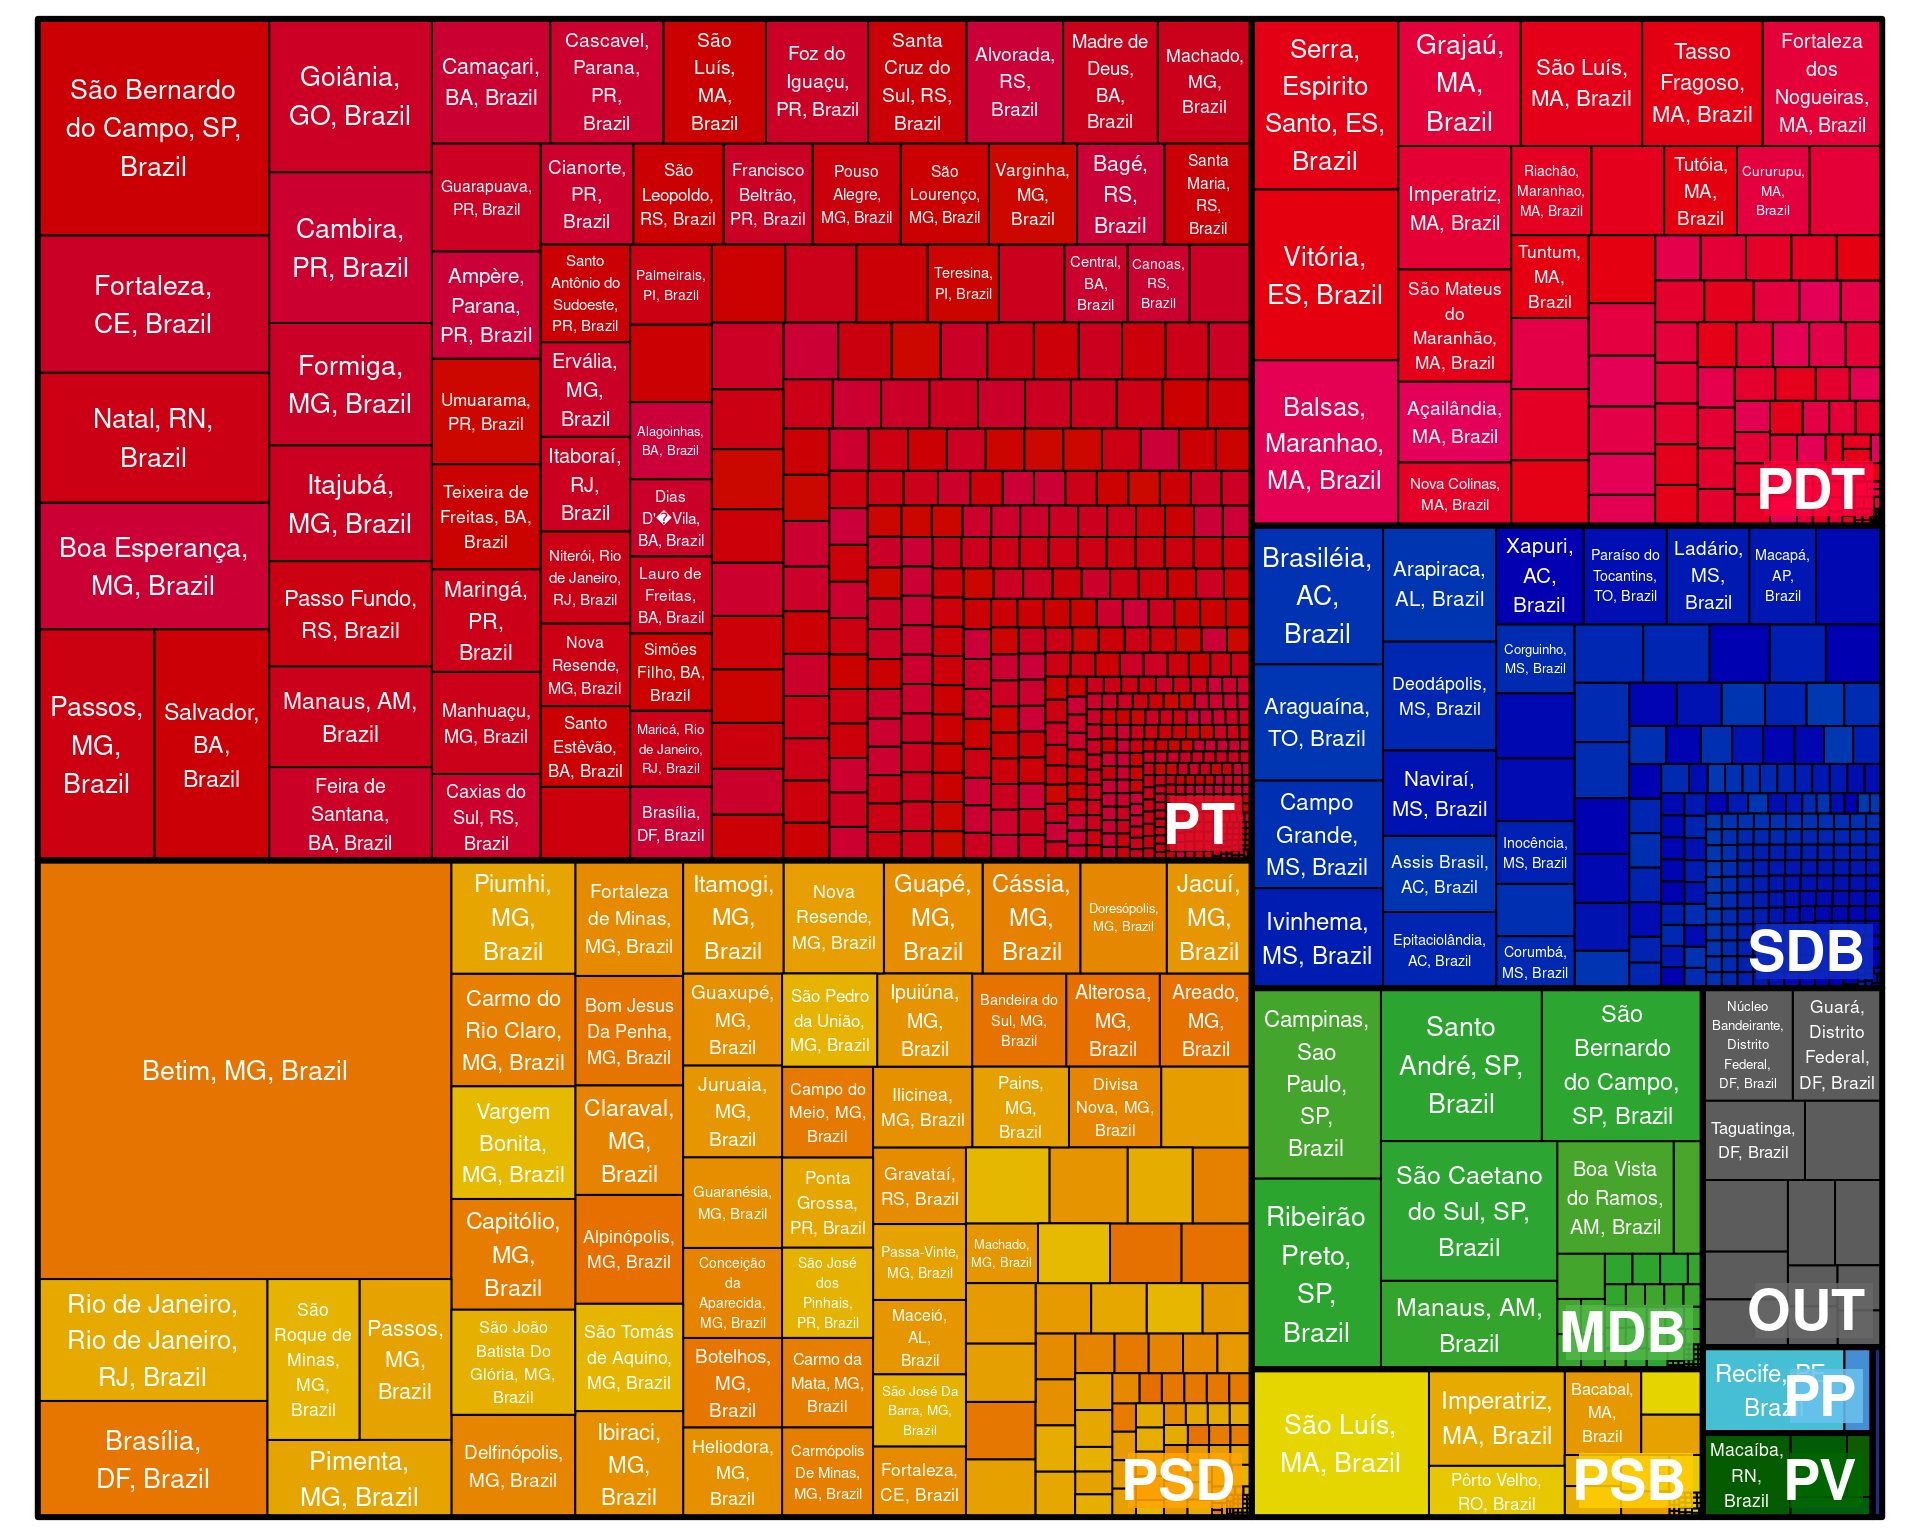 São Bernardo
do Campo, SP,
Brazil
Fortaleza,
CE, Brazil
Natal, RN,
Brazil
Boa Esperança,
MG, Brazil
Passos,
MG,
Brazil
Salvador,
BA,
Brazil
Goiânia,
GO, Brazil
Cambira,
PR, Brazil
Formiga,
MG, Brazil
Itajubá,
MG, Brazil
Passo Fundo,
RS, Brazil
Manaus, AM,
Brazil
Feira de
Santana,
BA, Brazil
Camaçari,
BA, Brazil
Cascavel,
Parana,
PR,
Brazil
São
Luís,
MA,
Brazil
Foz do
Iguaçu,
PR, Brazil
Santa
Cruz do
Sul, RS,
Brazil
Alvorada,
RS,
Brazil
Madre de
Deus,
BA,
Brazil
Machado,
MG,
Brazil
Guarapuava,
PR, Brazil
Ampère,
Parana,
PR, Brazil
Umuarama,
PR, Brazil
Teixeira de
Freitas, BA,
Brazil
Maringá,
PR,
Brazil
Manhuaçu,
MG, Brazil
Caxias do
Sul, RS,
Brazil
Cianorte,
PR,
Brazil
São
Leopoldo,
RS, Brazil
Francisco
Beltrão,
PR, Brazil
Pouso
Alegre,
MG, Brazil
São
Lourenço,
MG, Brazil
Varginha,
MG,
Brazil
Bagé,
RS,
Brazil
Santa
Maria,
RS,
Brazil
Santo
Antônio do
Sudoeste,
PR, Brazil
Ervália,
MG,
Brazil
Itaboraí,
RJ,
Brazil
Niterói, Rio
de Janeiro,
RJ, Brazil
Nova
Resende,
MG, Brazil
Santo
Estêvão,
BA, Brazil
Palmeirais,
PI, Brazil
Alagoinhas,
BA, Brazil
Dias
D'�Vila,
BA, Brazil
Lauro de
Freitas,
BA, Brazil
Simões
Filho, BA,
Brazil
Maricá, Rio
de Janeiro,
RJ, Brazil
Brasília,
DF, Brazil
Teresina,
PI, Brazil
Central,
BA,
Brazil
Canoas,
RS,
Brazil
PT
Serra,
Espirito
Santo, ES,
Brazil
Vitória,
ES, Brazil
Balsas,
Maranhao,
MA, Brazil
Grajaú,
MA,
Brazil
São Luís,
MA, Brazil
Tasso
Fragoso,
MA, Brazil
Fortaleza
dos
Nogueiras,
MA, Brazil
Imperatriz,
MA, Brazil
São Mateus
do
Maranhão,
MA, Brazil
Açailândia,
MA, Brazil
Nova Colinas,
MA, Brazil
Riachão,
Maranhao,
MA, Brazil
Tuntum,
MA,
Brazil
Tutóia,
MA,
Brazil
Cururupu,
MA,
Brazil
PDT
Brasiléia,
AC,
Brazil
Araguaína,
TO, Brazil
Campo
Grande,
MS, Brazil
Ivinhema,
MS, Brazil
Arapiraca,
AL, Brazil
Deodápolis,
MS, Brazil
Naviraí,
MS, Brazil
Assis Brasil,
AC, Brazil
Epitaciolândia,
AC, Brazil
Xapuri,
AC,
Brazil
Paraíso do
Tocantins,
TO, Brazil
Ladário,
MS,
Brazil
Macapá,
AP,
Brazil
Corguinho,
MS, Brazil
Inocência,
MS, Brazil
Corumbá,
MS, Brazil
SDB
Betim, MG, Brazil
Rio de Janeiro,
Rio de Janeiro,
RJ, Brazil
Brasília,
DF, Brazil
São
Roque de
Minas,
MG,
Brazil
Passos,
MG,
Brazil
Pimenta,
MG, Brazil
Piumhi,
MG,
Brazil
Carmo do
Rio Claro,
MG, Brazil
Vargem
Bonita,
MG, Brazil
Capitólio,
MG,
Brazil
São João
Batista Do
Glória, MG,
Brazil
Delfinópolis,
MG, Brazil
Fortaleza
de Minas,
MG, Brazil
Bom Jesus
Da Penha,
MG, Brazil
Claraval,
MG,
Brazil
Alpinópolis,
MG, Brazil
São Tomás
de Aquino,
MG, Brazil
Ibiraci,
MG,
Brazil
Itamogi,
MG,
Brazil
Nova
Resende,
MG, Brazil
Guapé,
MG,
Brazil
Cássia,
MG,
Brazil
Doresópolis,
MG, Brazil
Jacuí,
MG,
Brazil
Guaxupé,
MG,
Brazil
Juruaia,
MG,
Brazil
Guaranésia,
MG, Brazil
Conceição
da
Aparecida,
MG, Brazil
Botelhos,
MG,
Brazil
Heliodora,
MG,
Brazil
São Pedro
da União,
MG, Brazil
Campo do
Meio, MG,
Brazil
Ponta
Grossa,
PR, Brazil
São José
dos
Pinhais,
PR, Brazil
Carmo da
Mata, MG,
Brazil
Carmópolis
De Minas,
MG, Brazil
Ipuiúna,
MG,
Brazil
Bandeira do
Sul, MG,
Brazil
Alterosa,
MG,
Brazil
Areado,
MG,
Brazil
Ilicinea,
MG, Brazil
Pains,
MG,
Brazil
Divisa
Nova, MG,
Brazil
Gravataí,
RS, Brazil
Passa-Vinte,
MG, Brazil
Maceió,
AL,
Brazil
São José Da
Barra, MG,
Brazil
Fortaleza,
CE, Brazil
Machado,
MG, Brazil
PSD
Campinas,
Sao
Paulo,
SP,
Brazil
Ribeirão
Preto,
SP,
Brazil
Santo
André, SP,
Brazil
São
Bernardo
do Campo,
SP, Brazil
São Caetano
do Sul, SP,
Brazil
Manaus, AM,
Brazil
Boa Vista
do Ramos,
AM, Brazil
MDB
Núcleo
Bandeirante,
Distrito
Federal,
DF, Brazil
Guará,
Distrito
Federal,
DF, Brazil
Taguatinga,
DF, Brazil
OUT
São Luís,
MA, Brazil
Imperatriz,
MA, Brazil
Pôrto Velho,
RO, Brazil
Bacabal,
MA,
Brazil
PSB
Recife, PE,
Brazil
PP
Macaíba,
RN,
Brazil
PV